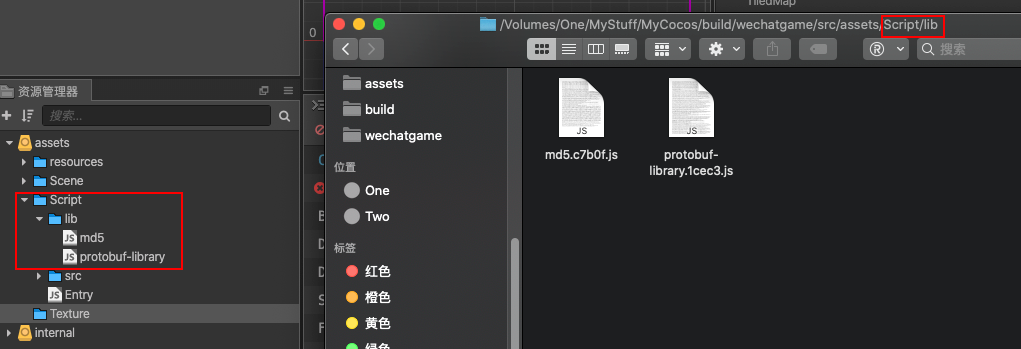 资源管理器
搜索...
assets
resources
Scene
Script
lib
md5
protobuf-library
src
Entry
Texture
internal
0
TiledMap
/Volumes/One/MyStuff/MyCocos/build/wechatgame/src/assets/Script/lib
搜索
assets
build
wechatgame
位置
One
Two
标签
红色
橙色
黄色
绿色
JS
md5.c7b0f.js
JS
protobuf-
library.1cec3.js